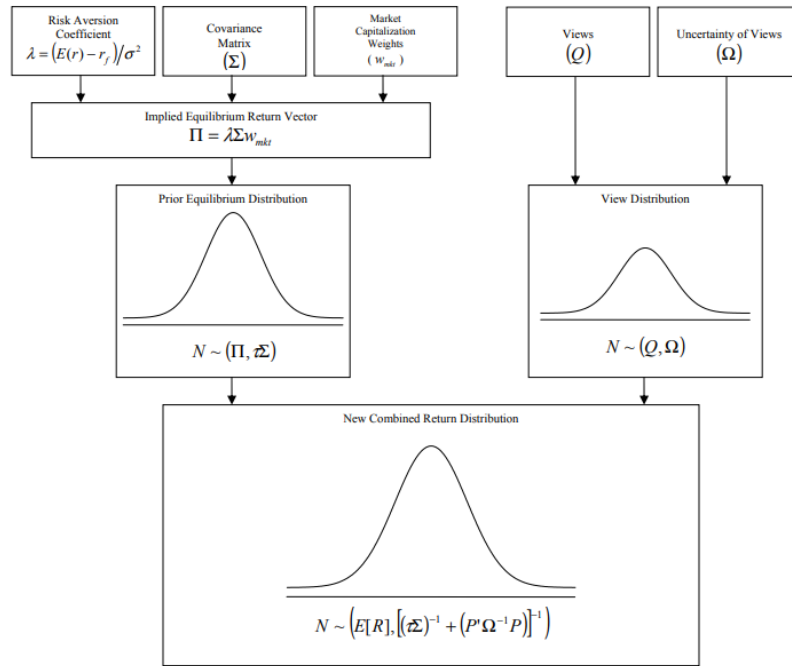 Risk Aversion
Coefficient
λ = (E(r) − r_f)/σ²
Covariance
Matrix
(Σ)
Market
Capitalization
Weights
(w_mkt)
Views
(Q)
Uncertainty of Views
(Ω)
Implied Equilibrium Return Vector
Π = λΣw_mkt
Prior Equilibrium Distribution
N ~ (Π, τΣ)
View Distribution
N ~ (Q, Ω)
New Combined Return Distribution
N ~ (E[R], [(τΣ)⁻¹ + (P'Ω⁻¹P)]⁻¹)